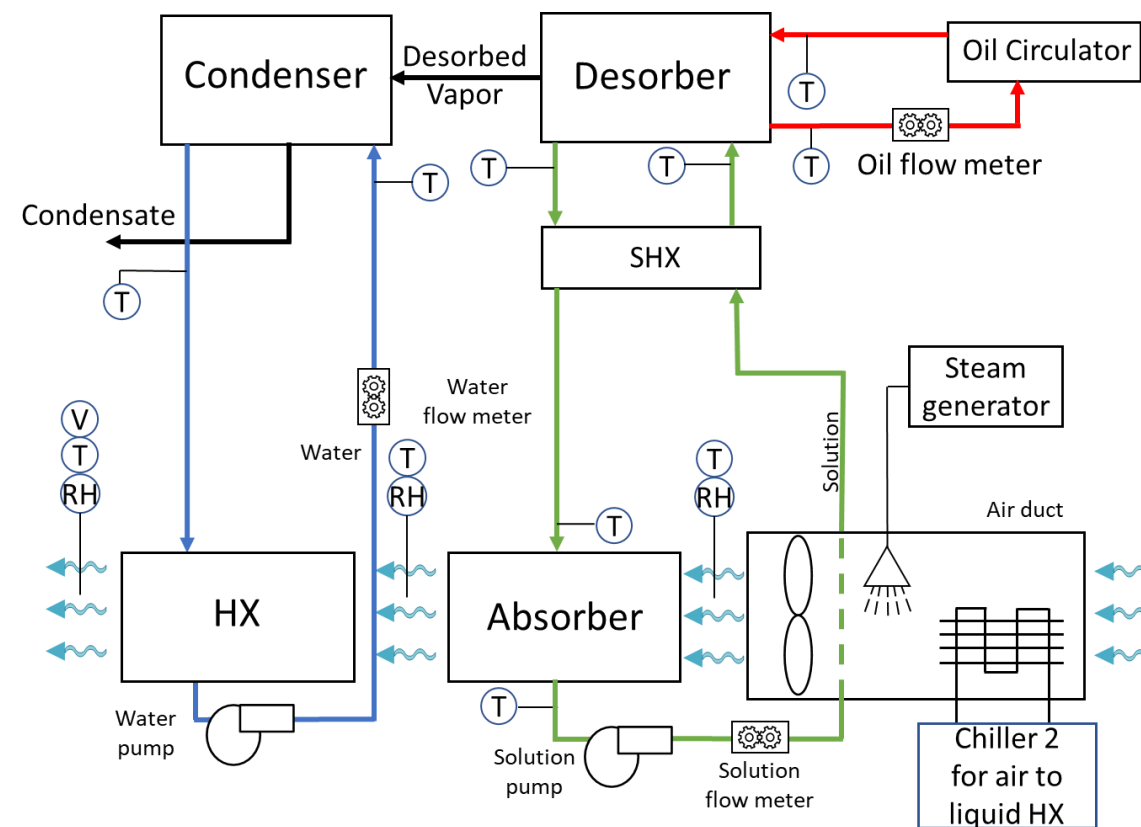 Condenser
Desorbed
Vapor
Desorber
Oil Circulator
T
T
Oil flow meter
T
T
T
Condensate
SHX
T
Steam
generator
Water
flow meter
V
T
RH
Water
T
RH
T
RH
Solution
Air duct
T
HX
Absorber
T
Water
pump
Solution
pump
Solution
flow meter
Chiller 2
for air to
liquid HX